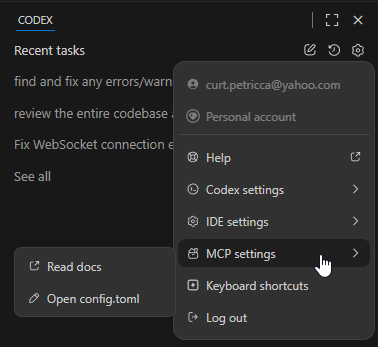 CODEX
Recent tasks
find and fix any errors/warn
curt.petricca@yahoo.com
review the entire codebase a
Personal account
Fix WebSocket connection e
Help
See all
Codex settings
IDE settings
MCP settings
Read docs
Keyboard shortcuts
Open config.toml
Log out